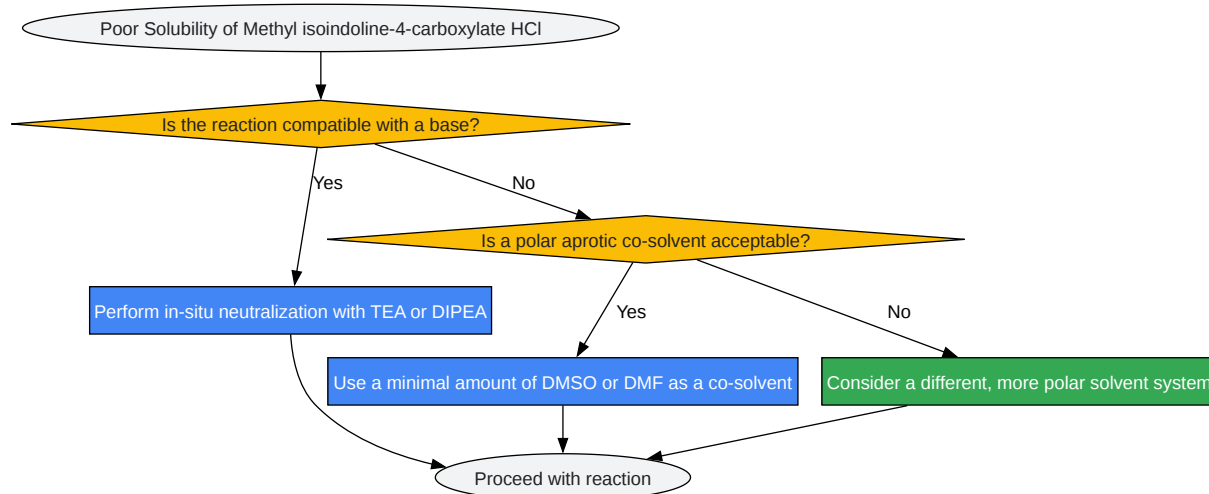 Poor Solubility of Methyl isoindoline-4-carboxylate HCl
Is the reaction compatible with a base?
Yes
No
Is a polar aprotic co-solvent acceptable?
Perform in-situ neutralization with TEA or DIPEA
Yes
No
Use a minimal amount of DMSO or DMF as a co-solvent
Consider a different, more polar solvent system
Proceed with reaction